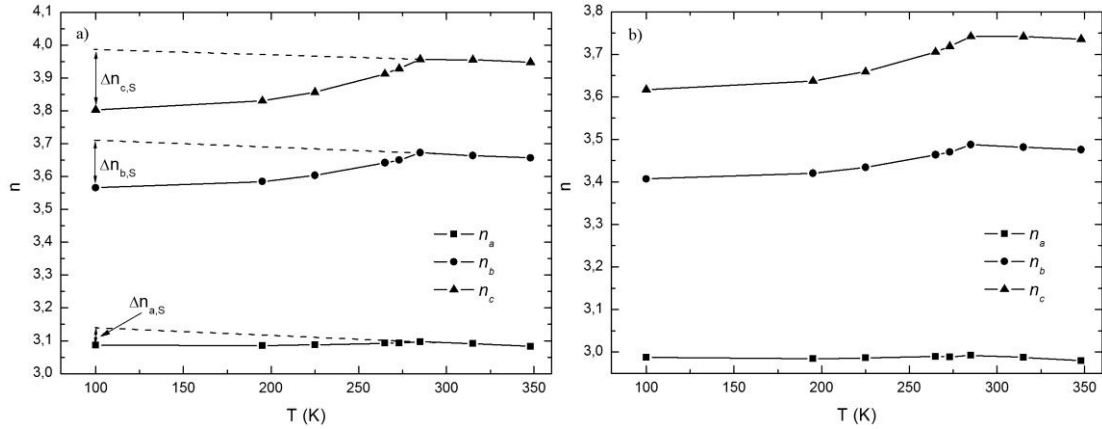 a)
4,1
4,0
3,9
3,8
3,7
3,6
3,5
3,4
3,3
3,2
3,1
3,0
n
Δn_{c,S}
Δn_{b,S}
Δn_{a,S}
n_a
n_b
n_c
100 150 200 250 300 350
T (K)
b)
3,8
3,7
3,6
3,5
3,4
3,3
3,2
3,1
3,0
n_a
n_b
n_c
100 150 200 250 300 350
T (K)